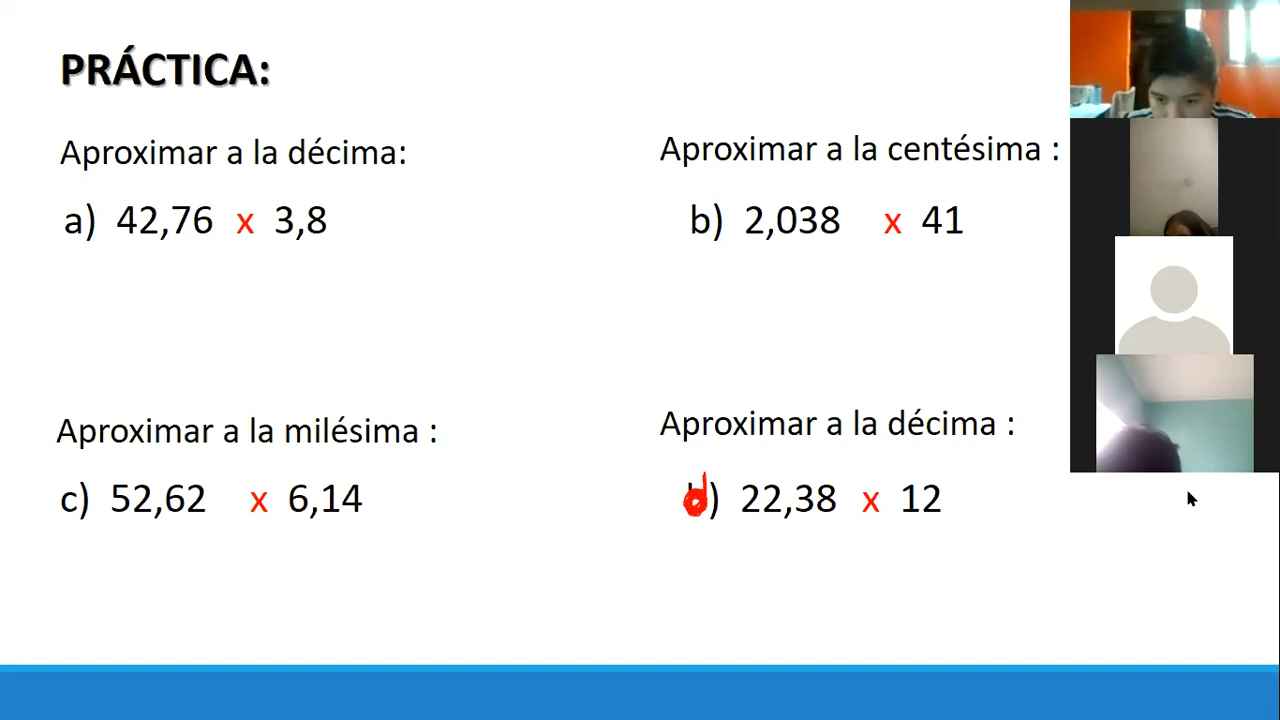 PRÁCTICA:
Aproximar a la décima:
a) 42,76 x 3,8
Aproximar a la centésima :
b) 2,038 x 41
Aproximar a la milésima :
c) 52,62 x 6,14
Aproximar a la décima :
d) 22,38 x 12